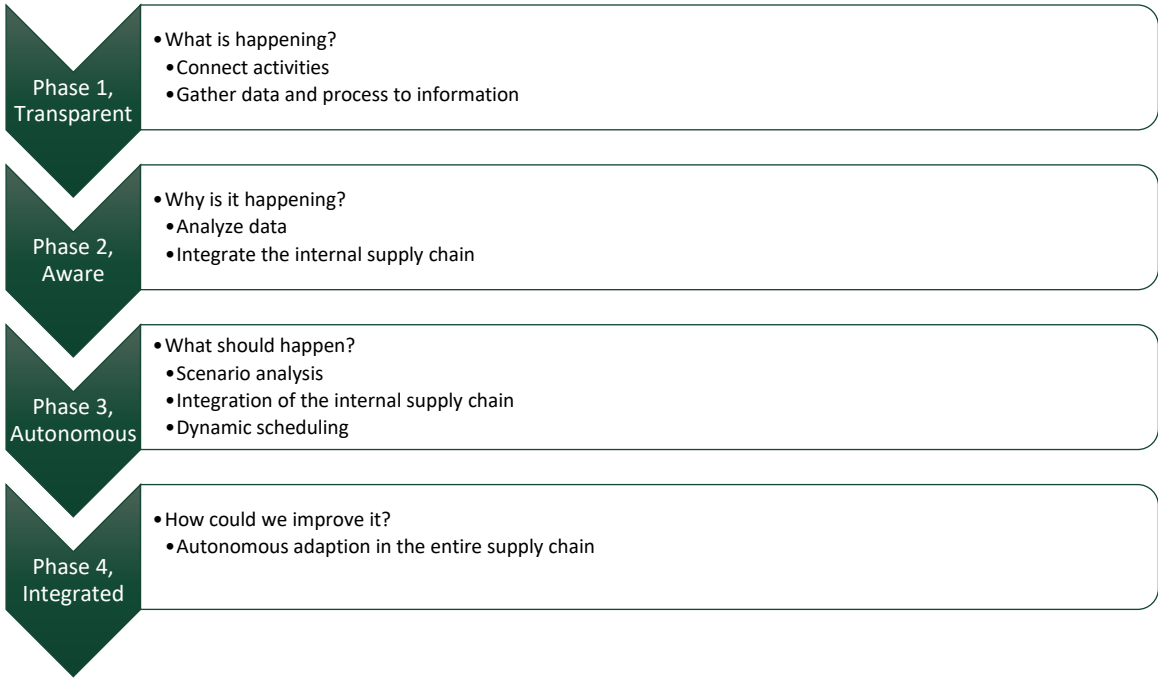 Phase 1,
Transparent
•What is happening?
•Connect activities
•Gather data and process to information
Phase 2,
Aware
•Why is it happening?
•Analyze data
•Integrate the internal supply chain
Phase 3,
Autonomous
•What should happen?
•Scenario analysis
•Integration of the internal supply chain
•Dynamic scheduling
Phase 4,
Integrated
•How could we improve it?
•Autonomous adaption in the entire supply chain